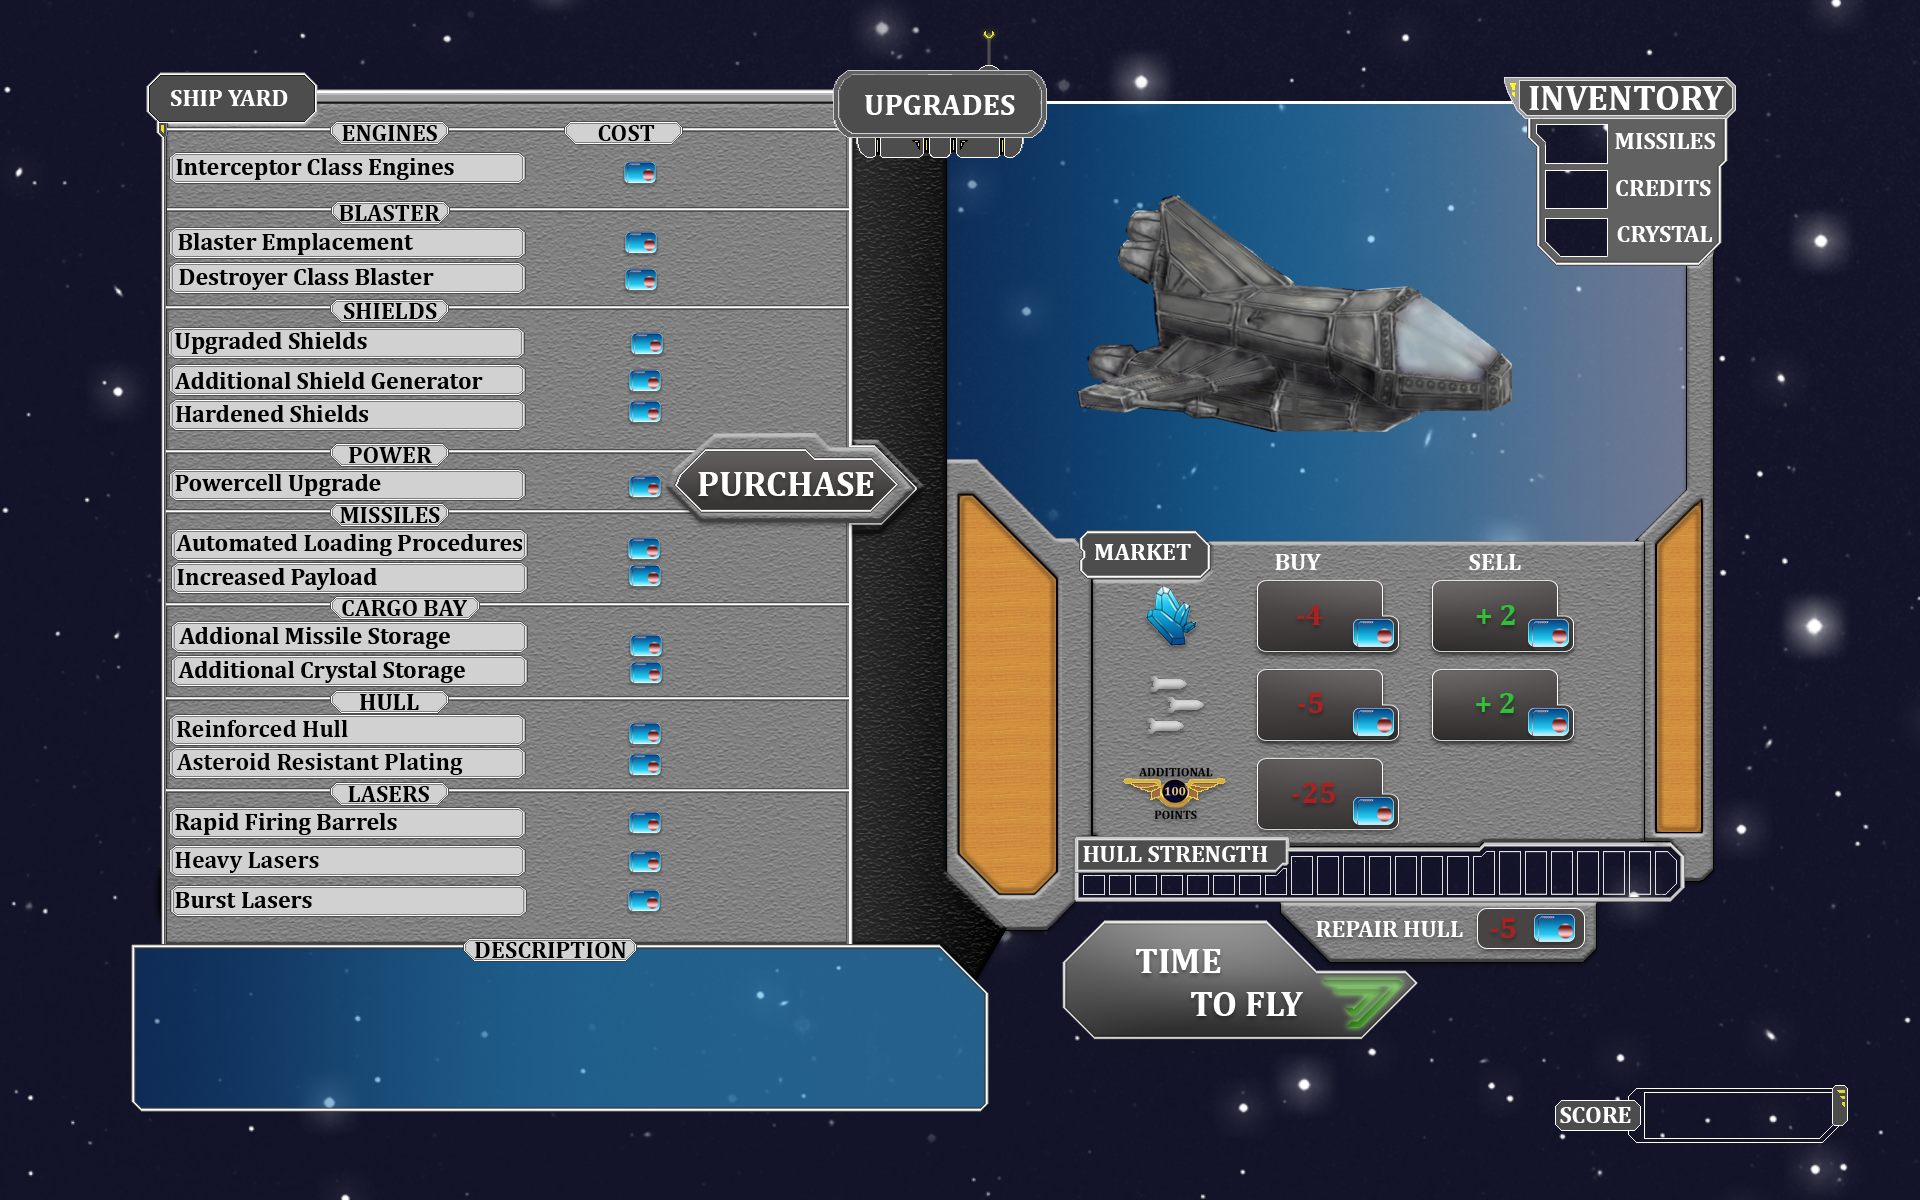 SHIP YARD
UPGRADES
ENGINES
COST
Interceptor Class Engines
BLASTER
Blaster Emplacement
Destroyer Class Blaster
SHIELDS
Upgraded Shields
Additional Shield Generator
Hardened Shields
POWER
Powercell Upgrade
MISSILES
Automated Loading Procedures
Increased Payload
CARGO BAY
Addional Missile Storage
Additional Crystal Storage
HULL
Reinforced Hull
Asteroid Resistant Plating
LASERS
Rapid Firing Barrels
Heavy Lasers
Burst Lasers
DESCRIPTION
PURCHASE
INVENTORY
MISSILES
CREDITS
CRYSTAL
MARKET
BUY
SELL
-4
+ 2
-5
+ 2
ADDITIONAL
100
POINTS
-25
HULL STRENGTH
REPAIR HULL
-5
TIME
TO FLY
SCORE